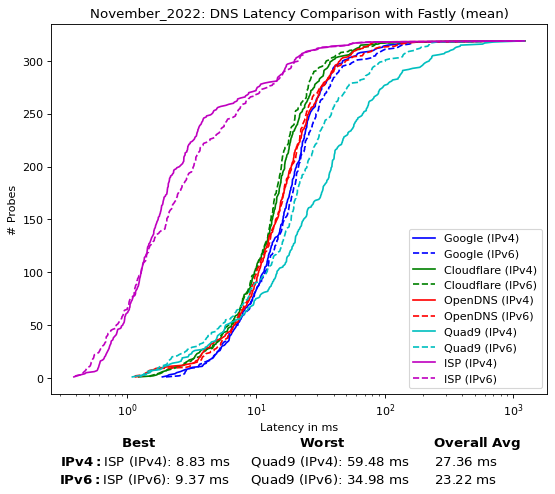 November_2022: DNS Latency Comparison with Fastly (mean)
# Probes
300
250
200
150
100
50
0
Google (IPv4)
Google (IPv6)
Cloudflare (IPv4)
Cloudflare (IPv6)
OpenDNS (IPv4)
OpenDNS (IPv6)
Quad9 (IPv4)
Quad9 (IPv6)
ISP (IPv4)
ISP (IPv6)
10⁰ 10¹ 10² 10³
Latency in ms
Best Worst Overall Avg
IPv4: ISP (IPv4): 8.83 ms Quad9 (IPv4): 59.48 ms 27.36 ms
IPv6: ISP (IPv6): 9.37 ms Quad9 (IPv6): 34.98 ms 23.22 ms